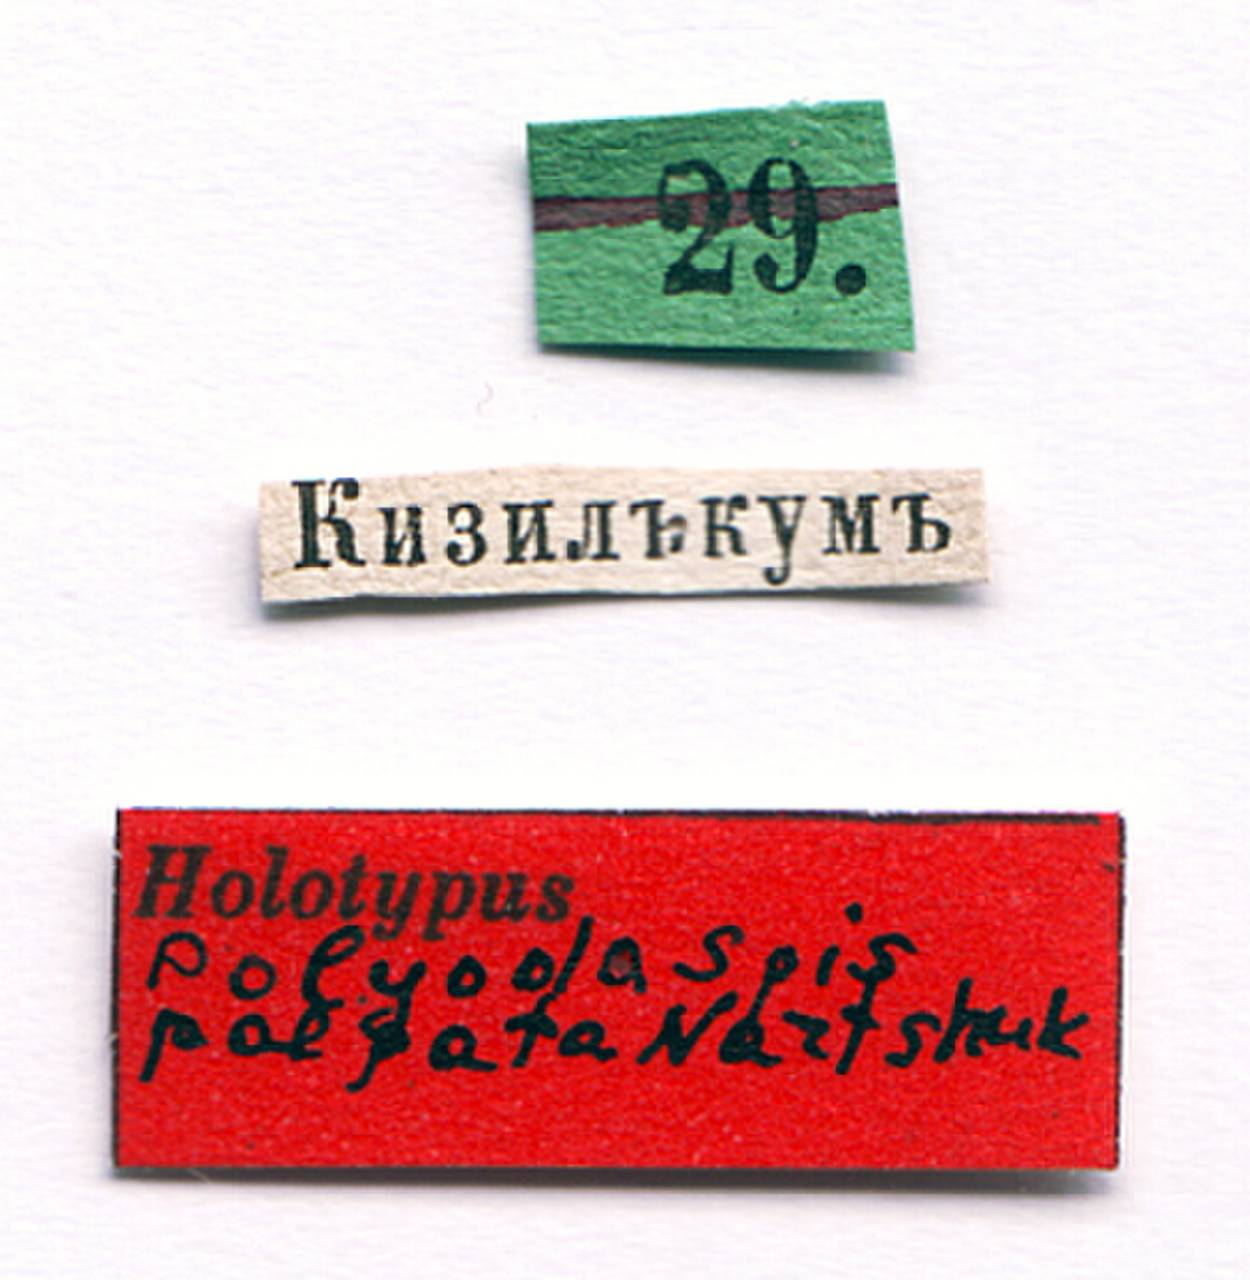 29.
Кизилъкумъ
Holotypus
Polyodaspis
palpata Nartshuk